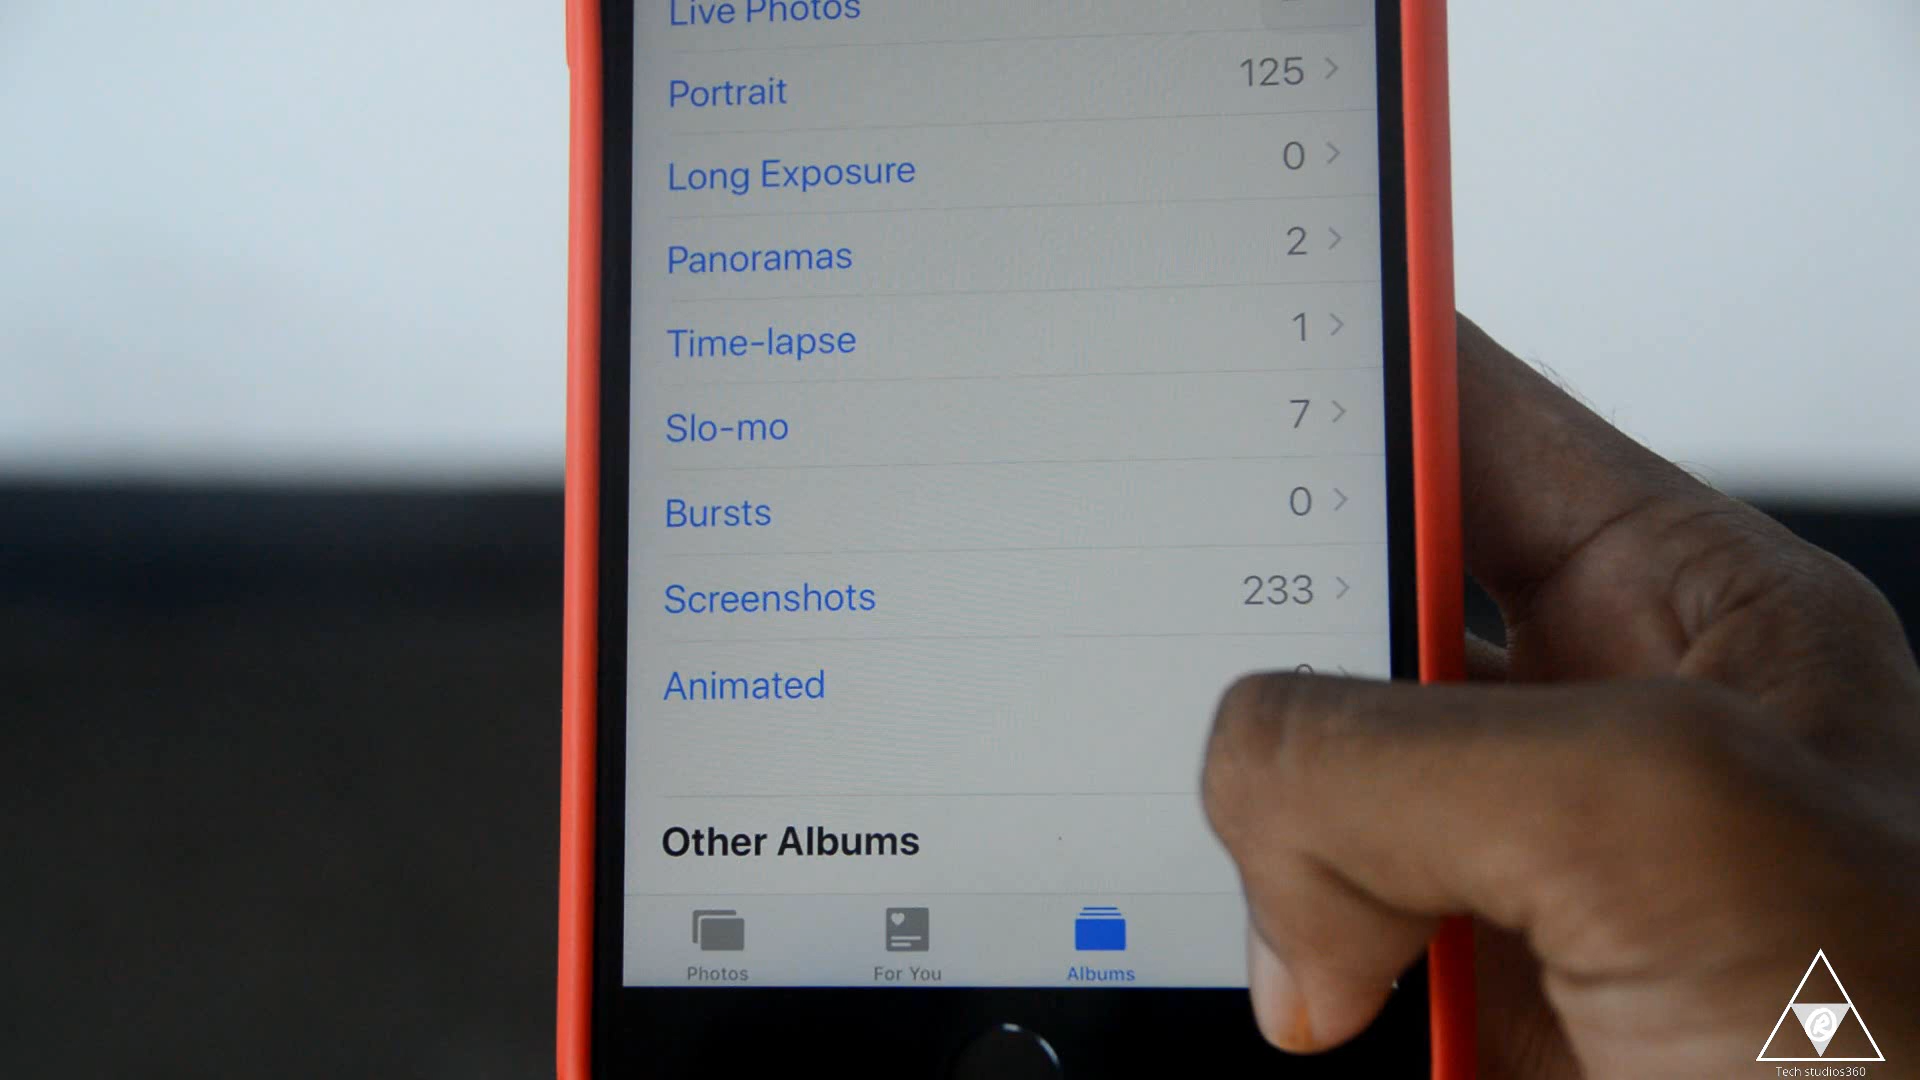 Live Photos
Portrait 125
Long Exposure 0
Panoramas 2
Time-lapse 1
Slo-mo 7
Bursts 0
Screenshots 233
Animated
Other Albums
Photos For You Albums
Tech studios360